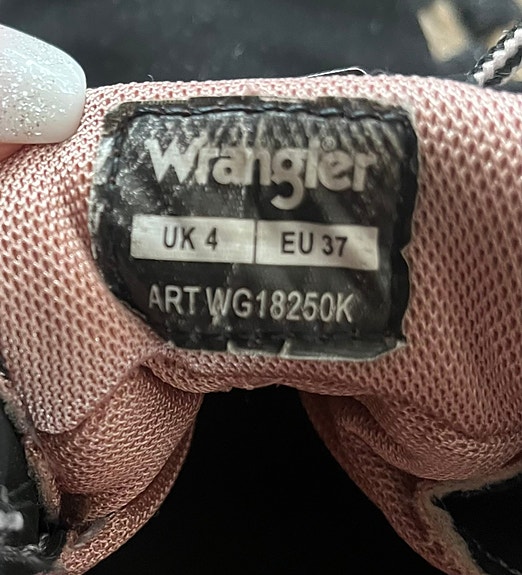 Wrangler
UK 4 EU 37
ART WG18250K